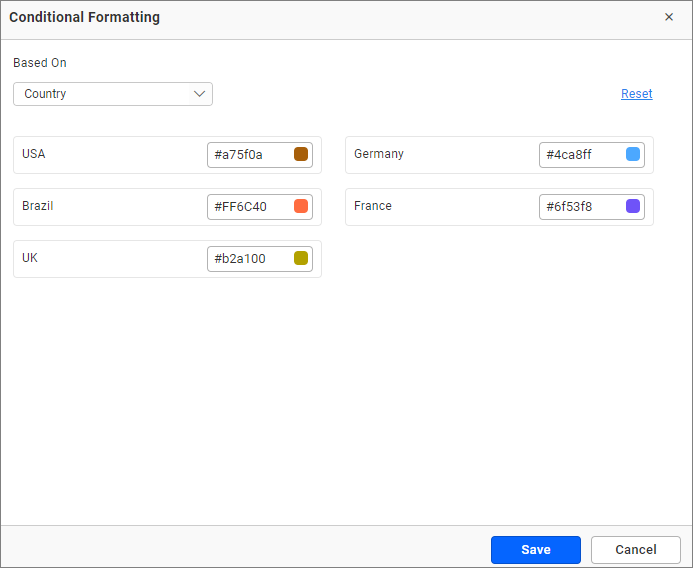 Conditional Formatting
Based On
Country
Reset
USA #a75f0a
Germany #4ca8ff
Brazil #FF6C40
France #6f53f8
UK #b2a100
Save Cancel